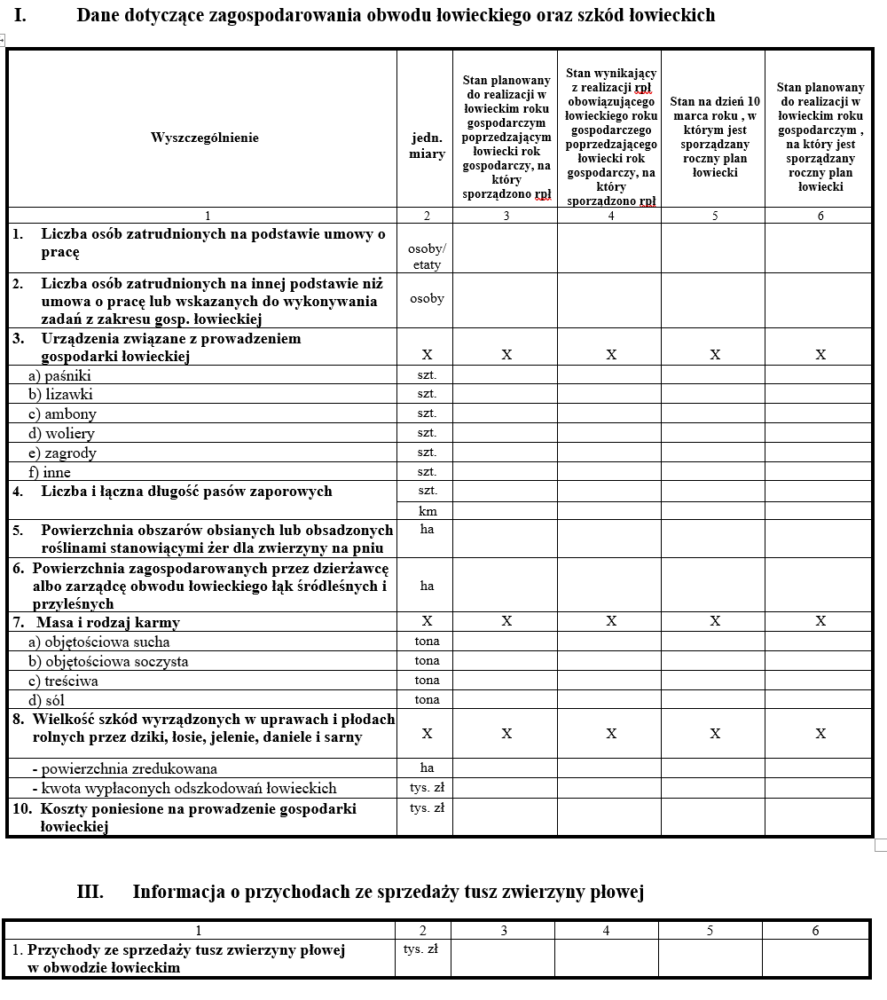 I. Dane dotyczące zagospodarowania obwodu łowieckiego oraz szkód łowieckich
Wyszczególnienie
jedn.
miary
Stan planowany
do realizacji w
łowieckim roku
gospodarczym
poprzedzającym
łowiecki rok
gospodarczy, na
który
sporządzono rpł
Stan wynikający
z realizacji rpł
obowiązującego
łowieckiego roku
gospodarczego
poprzedzającego
łowiecki rok
gospodarczy, na
który
sporządzono rpł
Stan na dzień 10
marca roku , w
którym jest
sporządzany
roczny plan
łowiecki
Stan planowany
do realizacji w
łowieckim roku
gospodarczym ,
na który jest
sporządzany
roczny plan
łowiecki
1 2 3 4 5 6
1. Liczba osób zatrudnionych na podstawie umowy o
pracę
osoby/
etaty
2. Liczba osób zatrudnionych na innej podstawie niż
umowa o pracę lub wskazanych do wykonywania
zadań z zakresu gosp. łowieckiej
osoby
3. Urządzenia związane z prowadzeniem
gospodarki łowieckiej X X X X X
a) paśniki szt.
b) lizawki szt.
c) ambony szt.
d) woliery szt.
e) zagrody szt.
f) inne szt.
4. Liczba i łączna długość pasów zaporowych szt.
km
5. Powierzchnia obszarów obsianych lub obsadzonych ha
roślinami stanowiącymi żer dla zwierzyny na pniu
6. Powierzchnia zagospodarowanych przez dzierżawcę
albo zarządcę obwodu łowieckiego łąk śródleśnych i ha
przyleśnych
7. Masa i rodzaj karmy X X X X X
a) objętościowa sucha tona
b) objętościowa soczysta tona
c) treściwa tona
d) sól tona
8. Wielkość szkód wyrządzonych w uprawach i płodach
rolnych przez dziki, łosie, jelenie, daniele i sarny X X X X X
- powierzchnia zredukowana ha
- kwota wypłaconych odszkodowań łowieckich tys. zł
10. Koszty poniesione na prowadzenie gospodarki tys. zł
łowieckiej
III. Informacja o przychodach ze sprzedaży tusz zwierzyny płowej
1 2 3 4 5 6
1. Przychody ze sprzedaży tusz zwierzyny płowej tys. zł
w obwodzie łowieckim